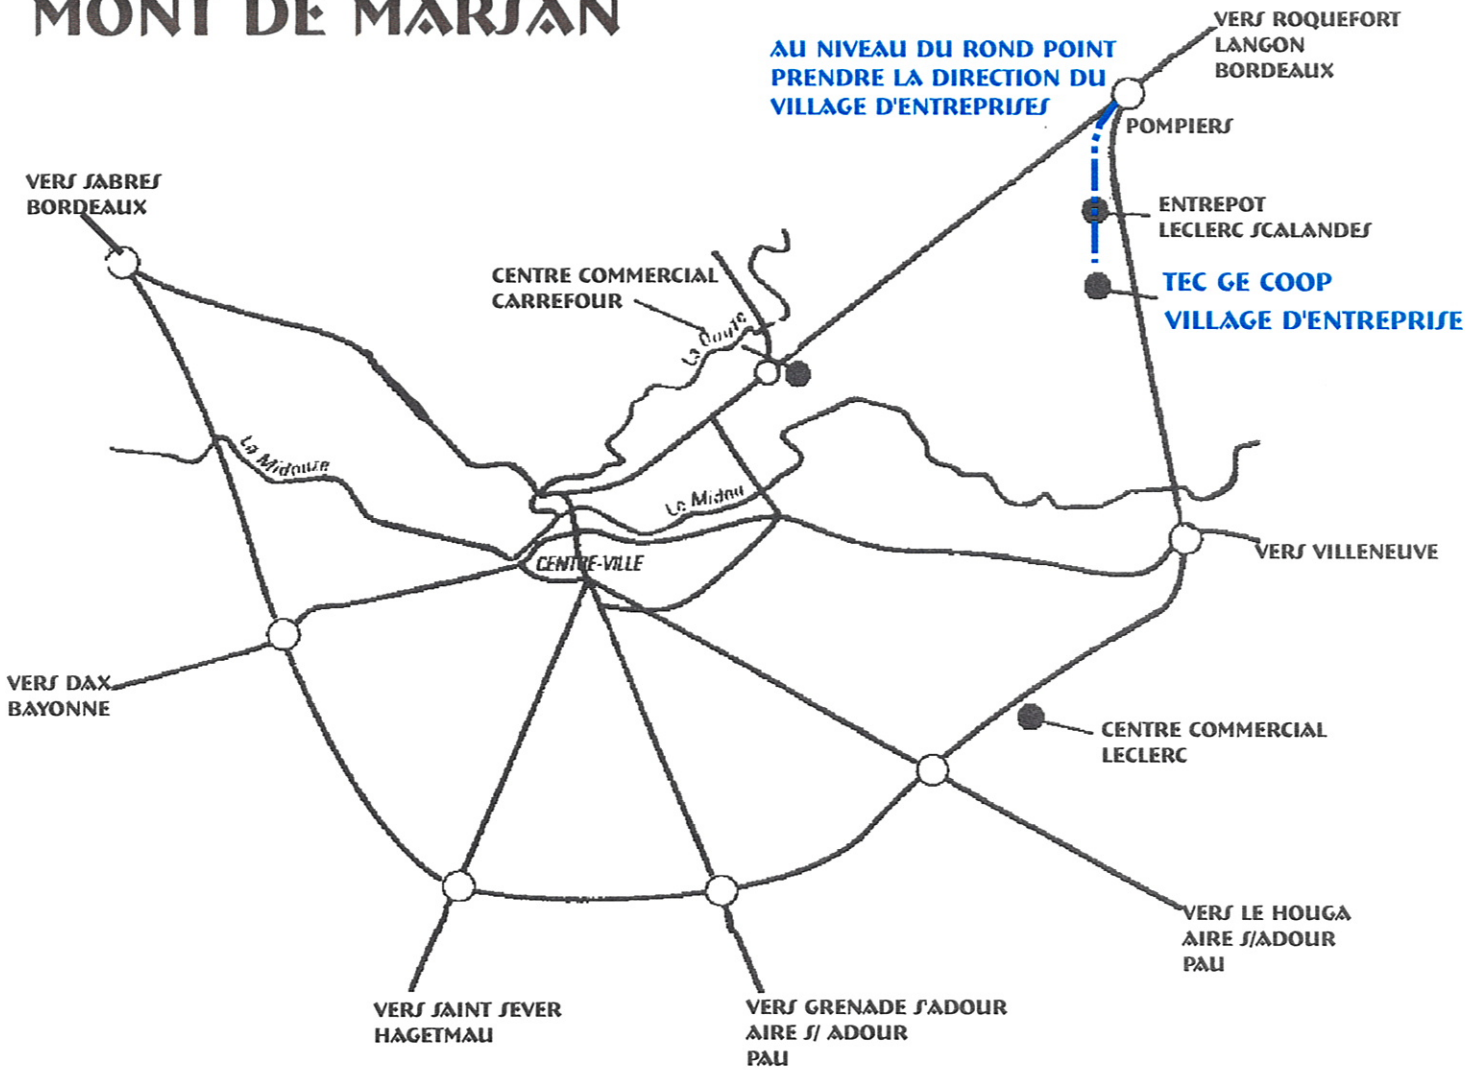 MONT DE MARSAN
VERS ROQUEFORT
LANGON
BORDEAUX
AU NIVEAU DU ROND POINT
PRENDRE LA DIRECTION DU
VILLAGE D'ENTREPRISES
POMPIERS
VERS SABRES
BORDEAUX
ENTREPOT
LECLERC SCALANDES
CENTRE COMMERCIAL
CARREFOUR
TEC GE COOP
VILLAGE D'ENTREPRISE
La Douze
La Midouze
Le Midou
CENTRE-VILLE
VERS VILLENEUVE
VERS DAX
BAYONNE
CENTRE COMMERCIAL
LECLERC
VERS LE HOUGA
AIRE S/ADOUR
PAU
VERS SAINT SEVER
HAGETMAU
VERS GRENADE S'ADOUR
AIRE S/ ADOUR
PAU